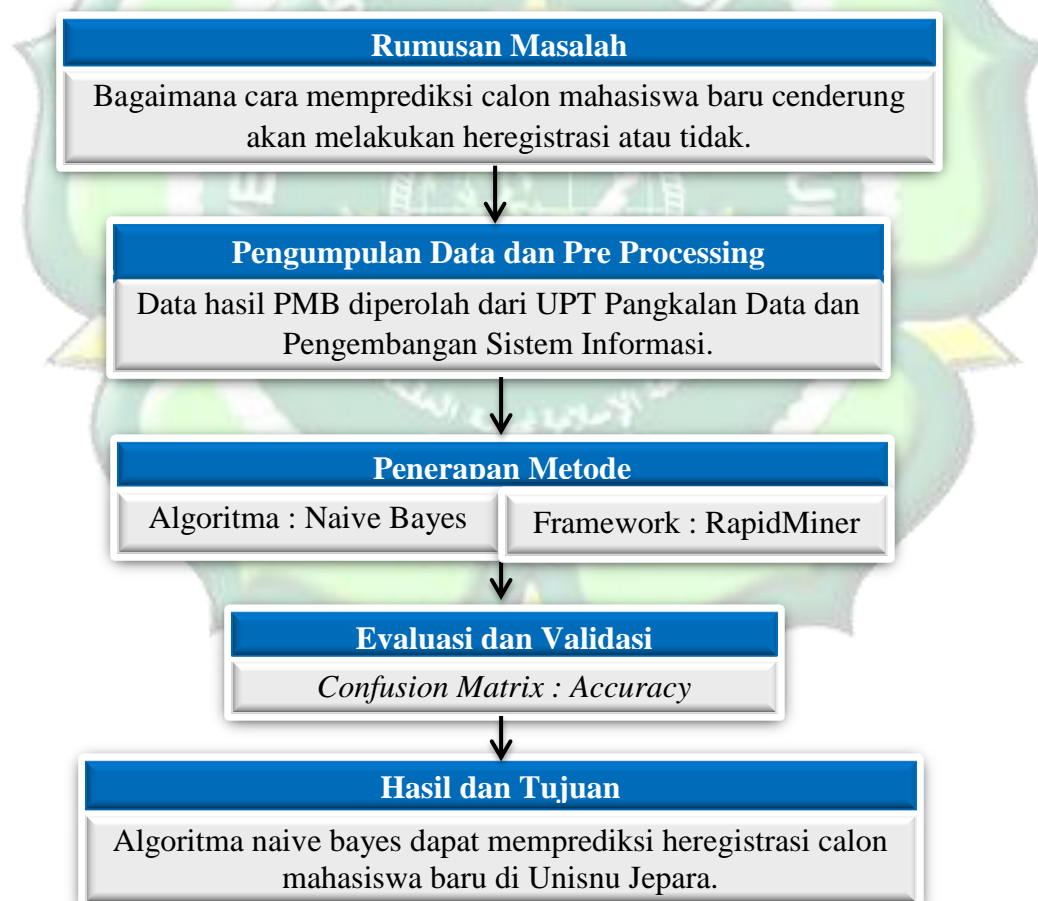 Rumusan Masalah
Bagaimana cara memprediksi calon mahasiswa baru cenderung
akan melakukan heregistrasi atau tidak.
Pengumpulan Data dan Pre Processing
Data hasil PMB diperolah dari UPT Pangkalan Data dan
Pengembangan Sistem Informasi.
Penerapan Metode
Algoritma : Naive Bayes
Framework : RapidMiner
Evaluasi dan Validasi
Confusion Matrix : Accuracy
Hasil dan Tujuan
Algoritma naive bayes dapat memprediksi heregistrasi calon
mahasiswa baru di Unisnu Jepara.